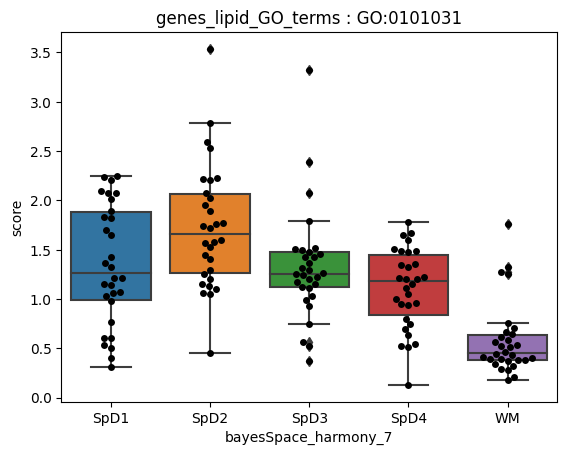 genes_lipid_GO_terms : GO:0101031
score
3.5
3.0
2.5
2.0
1.5
1.0
0.5
0.0
SpD1 SpD2 SpD3 SpD4 WM
bayesSpace_harmony_7